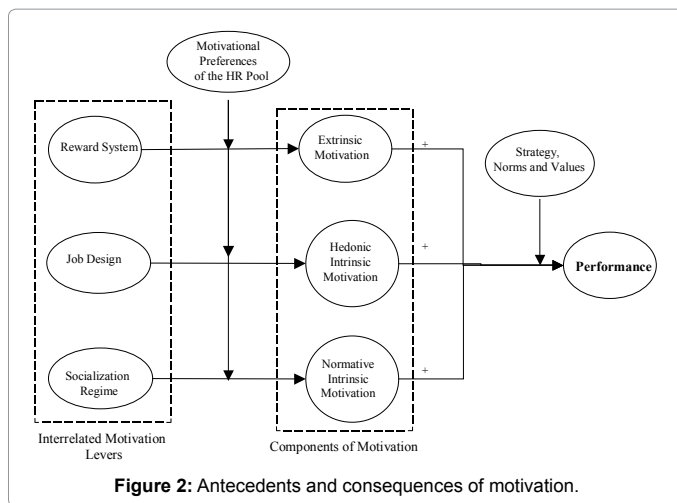 Motivational
Preferences
of the HR Pool
Reward System
Extrinsic
Motivation
+
Strategy,
Norms and Values
Job Design
Hedonic
Intrinsic
Motivation
+
Performance
Socialization
Regime
Normative
Intrinsic
Motivation
+
Interrelated Motivation
Levers
Components of Motivation
Figure 2: Antecedents and consequences of motivation.